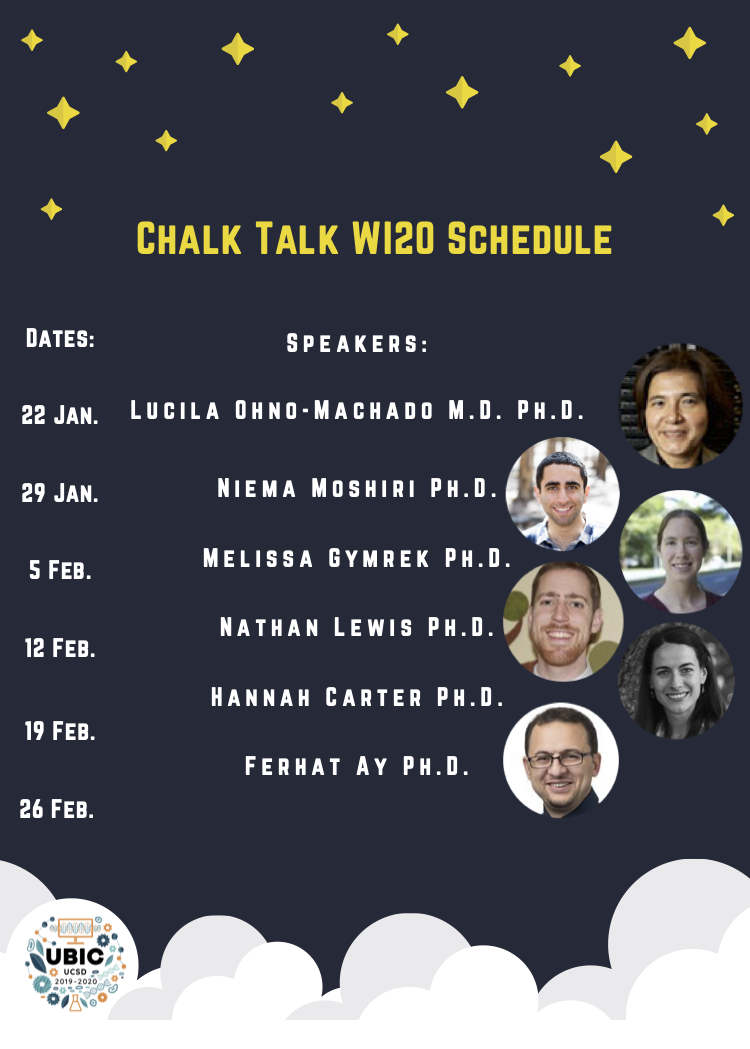 Chalk Talk WI20 Schedule
Dates:
Speakers:
22 Jan.
Lucila Ohno-Machado M.D. Ph.D.
29 Jan.
Niema Moshiri Ph.D.
5 Feb.
Melissa Gymrek Ph.D.
12 Feb.
Nathan Lewis Ph.D.
19 Feb.
Hannah Carter Ph.D.
26 Feb.
Ferhat Ay Ph.D.
UBIC
UCSD
2019-2020